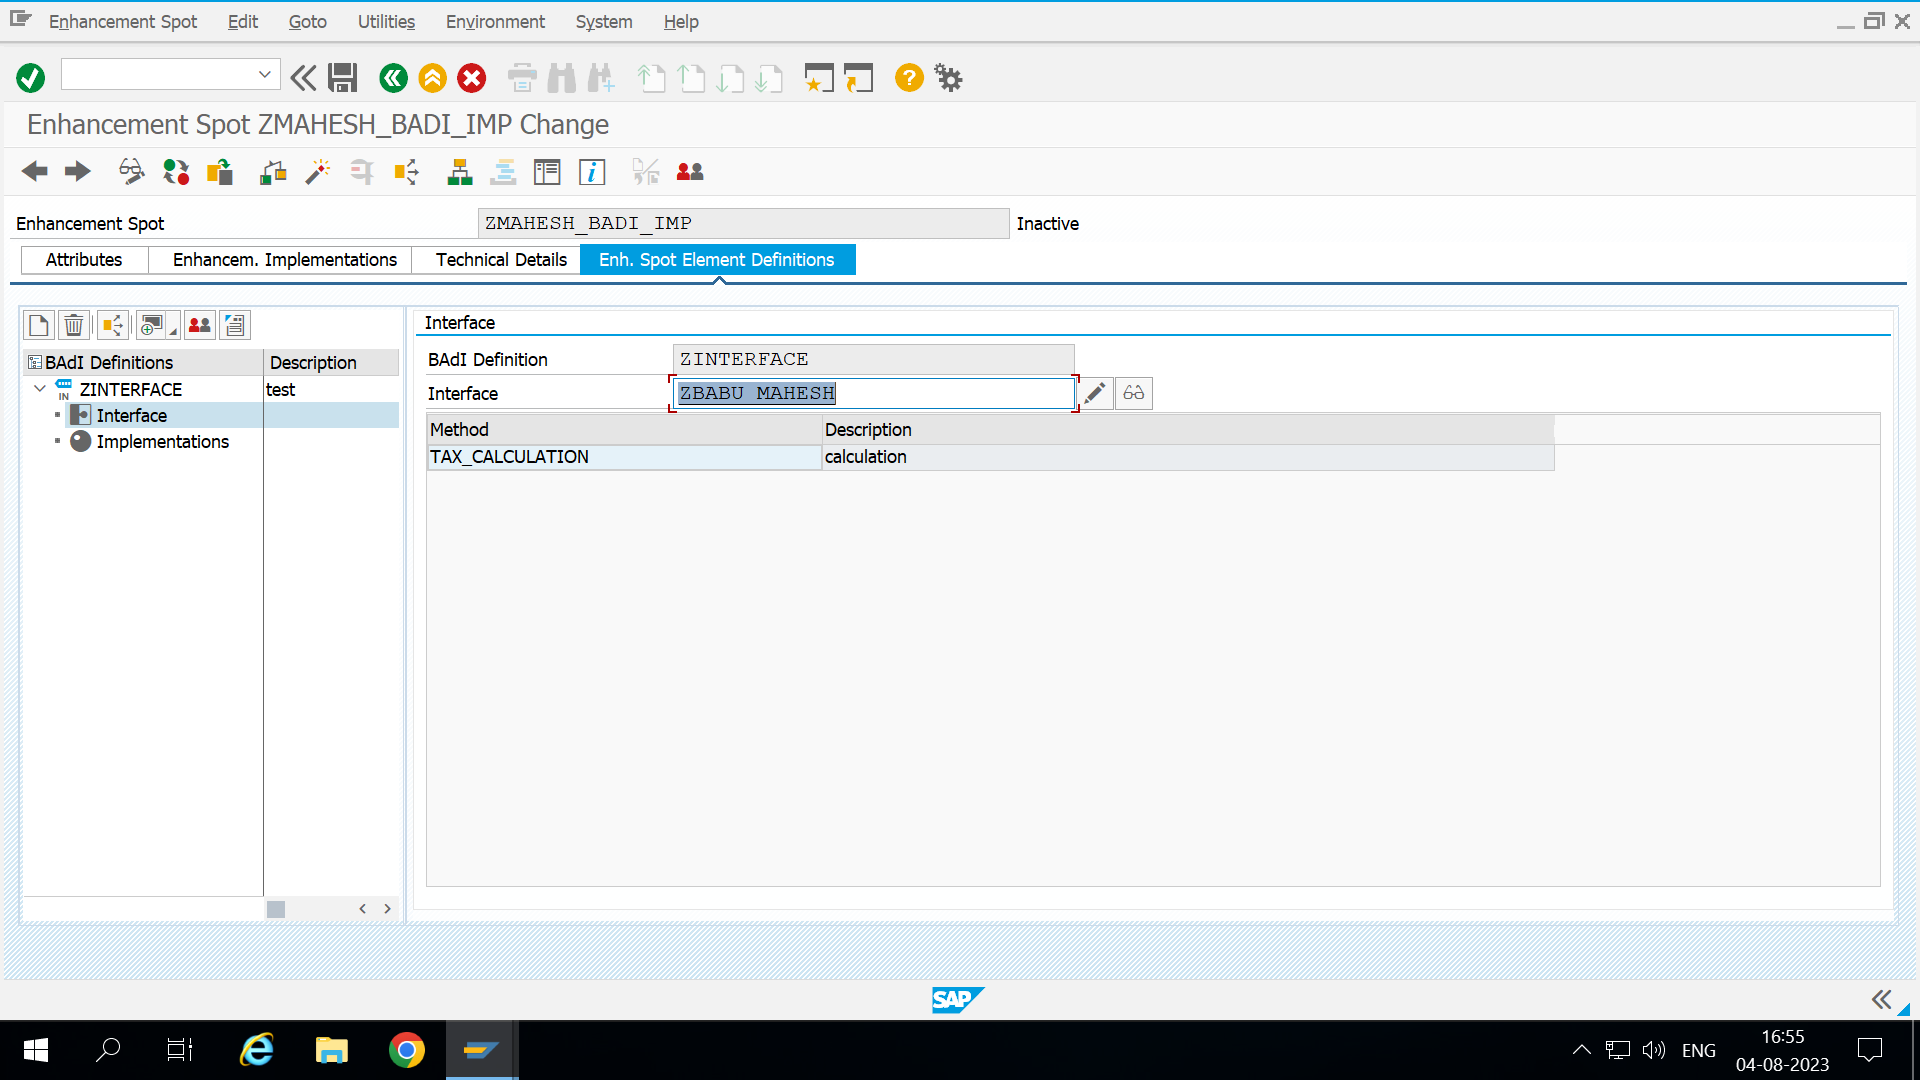 Enhancement Spot Edit Goto Utilities Environment System Help
Enhancement Spot ZMAHESH_BADI_IMP Change
Enhancement Spot ZMAHESH_BADI_IMP Inactive
Attributes Enhancem. Implementations Technical Details Enh. Spot Element Definitions
Interface
BAdI Definitions Description
ZINTERFACE test
IN
Interface
Implementations
BAdI Definition ZINTERFACE
Interface ZBABU_MAHESH
Method Description
TAX_CALCULATION calculation
SAP
ENG
16:55
04-08-2023